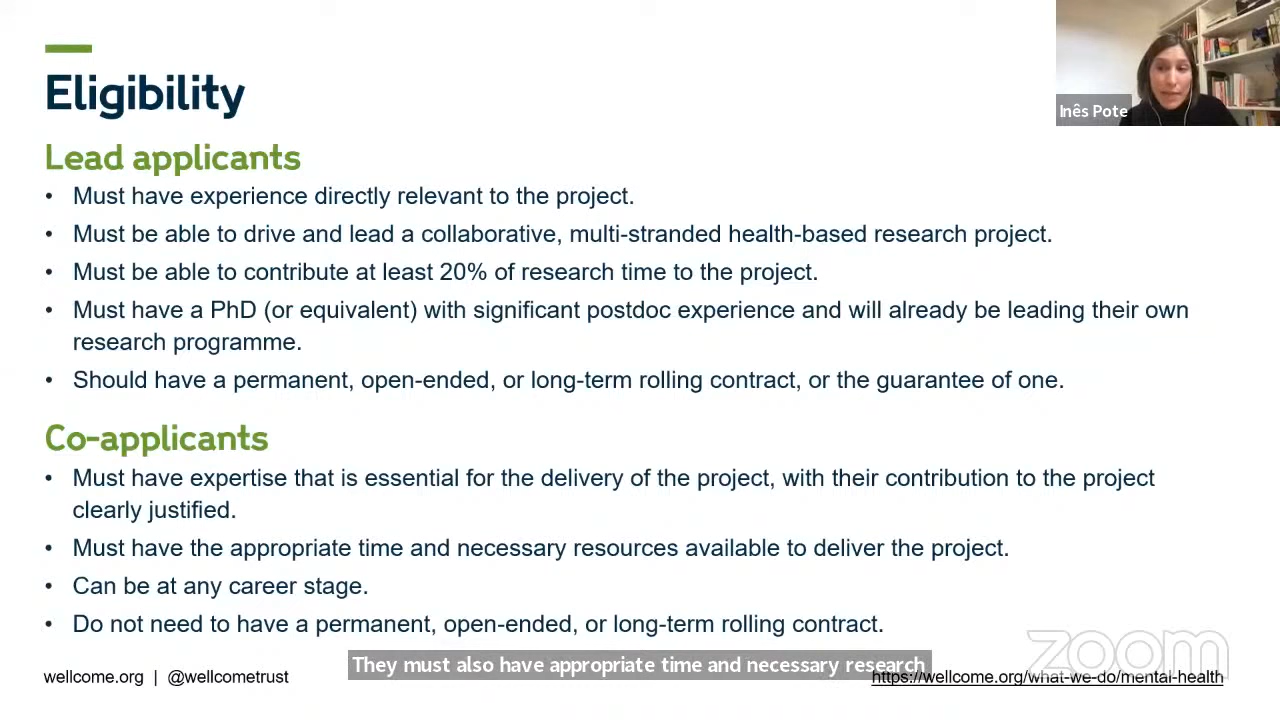 Eligibility
Inês Pote
Lead applicants
• Must have experience directly relevant to the project.
• Must be able to drive and lead a collaborative, multi-stranded health-based research project.
• Must be able to contribute at least 20% of research time to the project.
• Must have a PhD (or equivalent) with significant postdoc experience and will already be leading their own
research programme.
• Should have a permanent, open-ended, or long-term rolling contract, or the guarantee of one.
Co-applicants
• Must have expertise that is essential for the delivery of the project, with their contribution to the project
clearly justified.
• Must have the appropriate time and necessary resources available to deliver the project.
• Can be at any career stage.
• Do not need to have a permanent, open-ended, or long-term rolling contract.
zoom
They must also have appropriate time and necessary research
wellcome.org | @wellcometrust
https://wellcome.org/what-we-do/mental-health